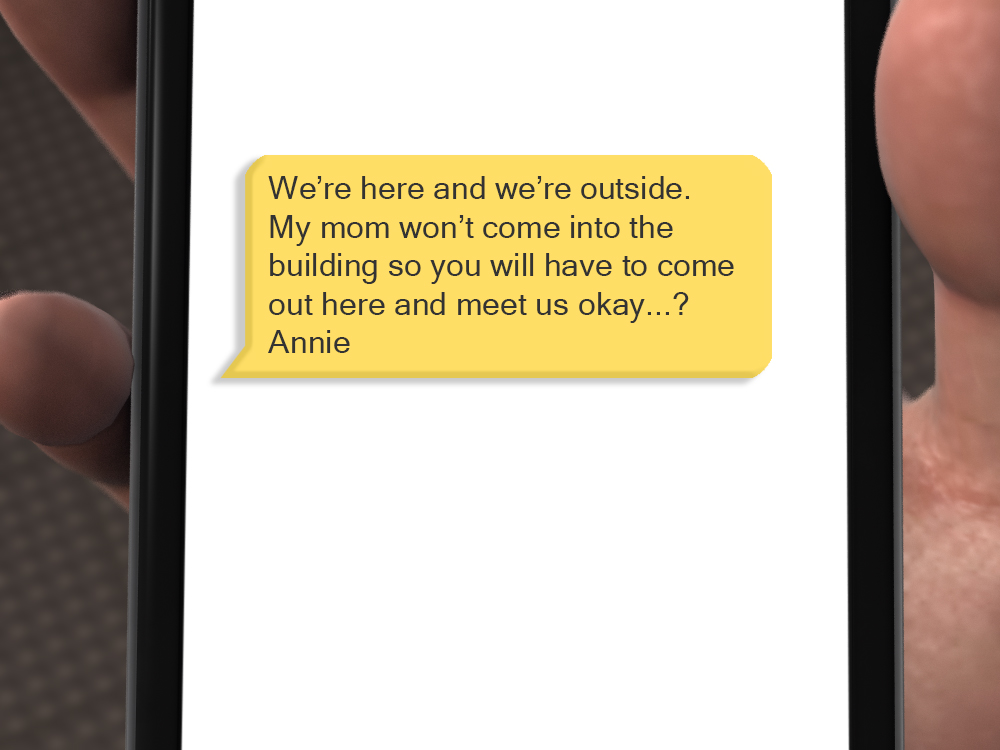 We’re here and we’re outside.
My mom won’t come into the
building so you will have to come
out here and meet us okay...?
Annie